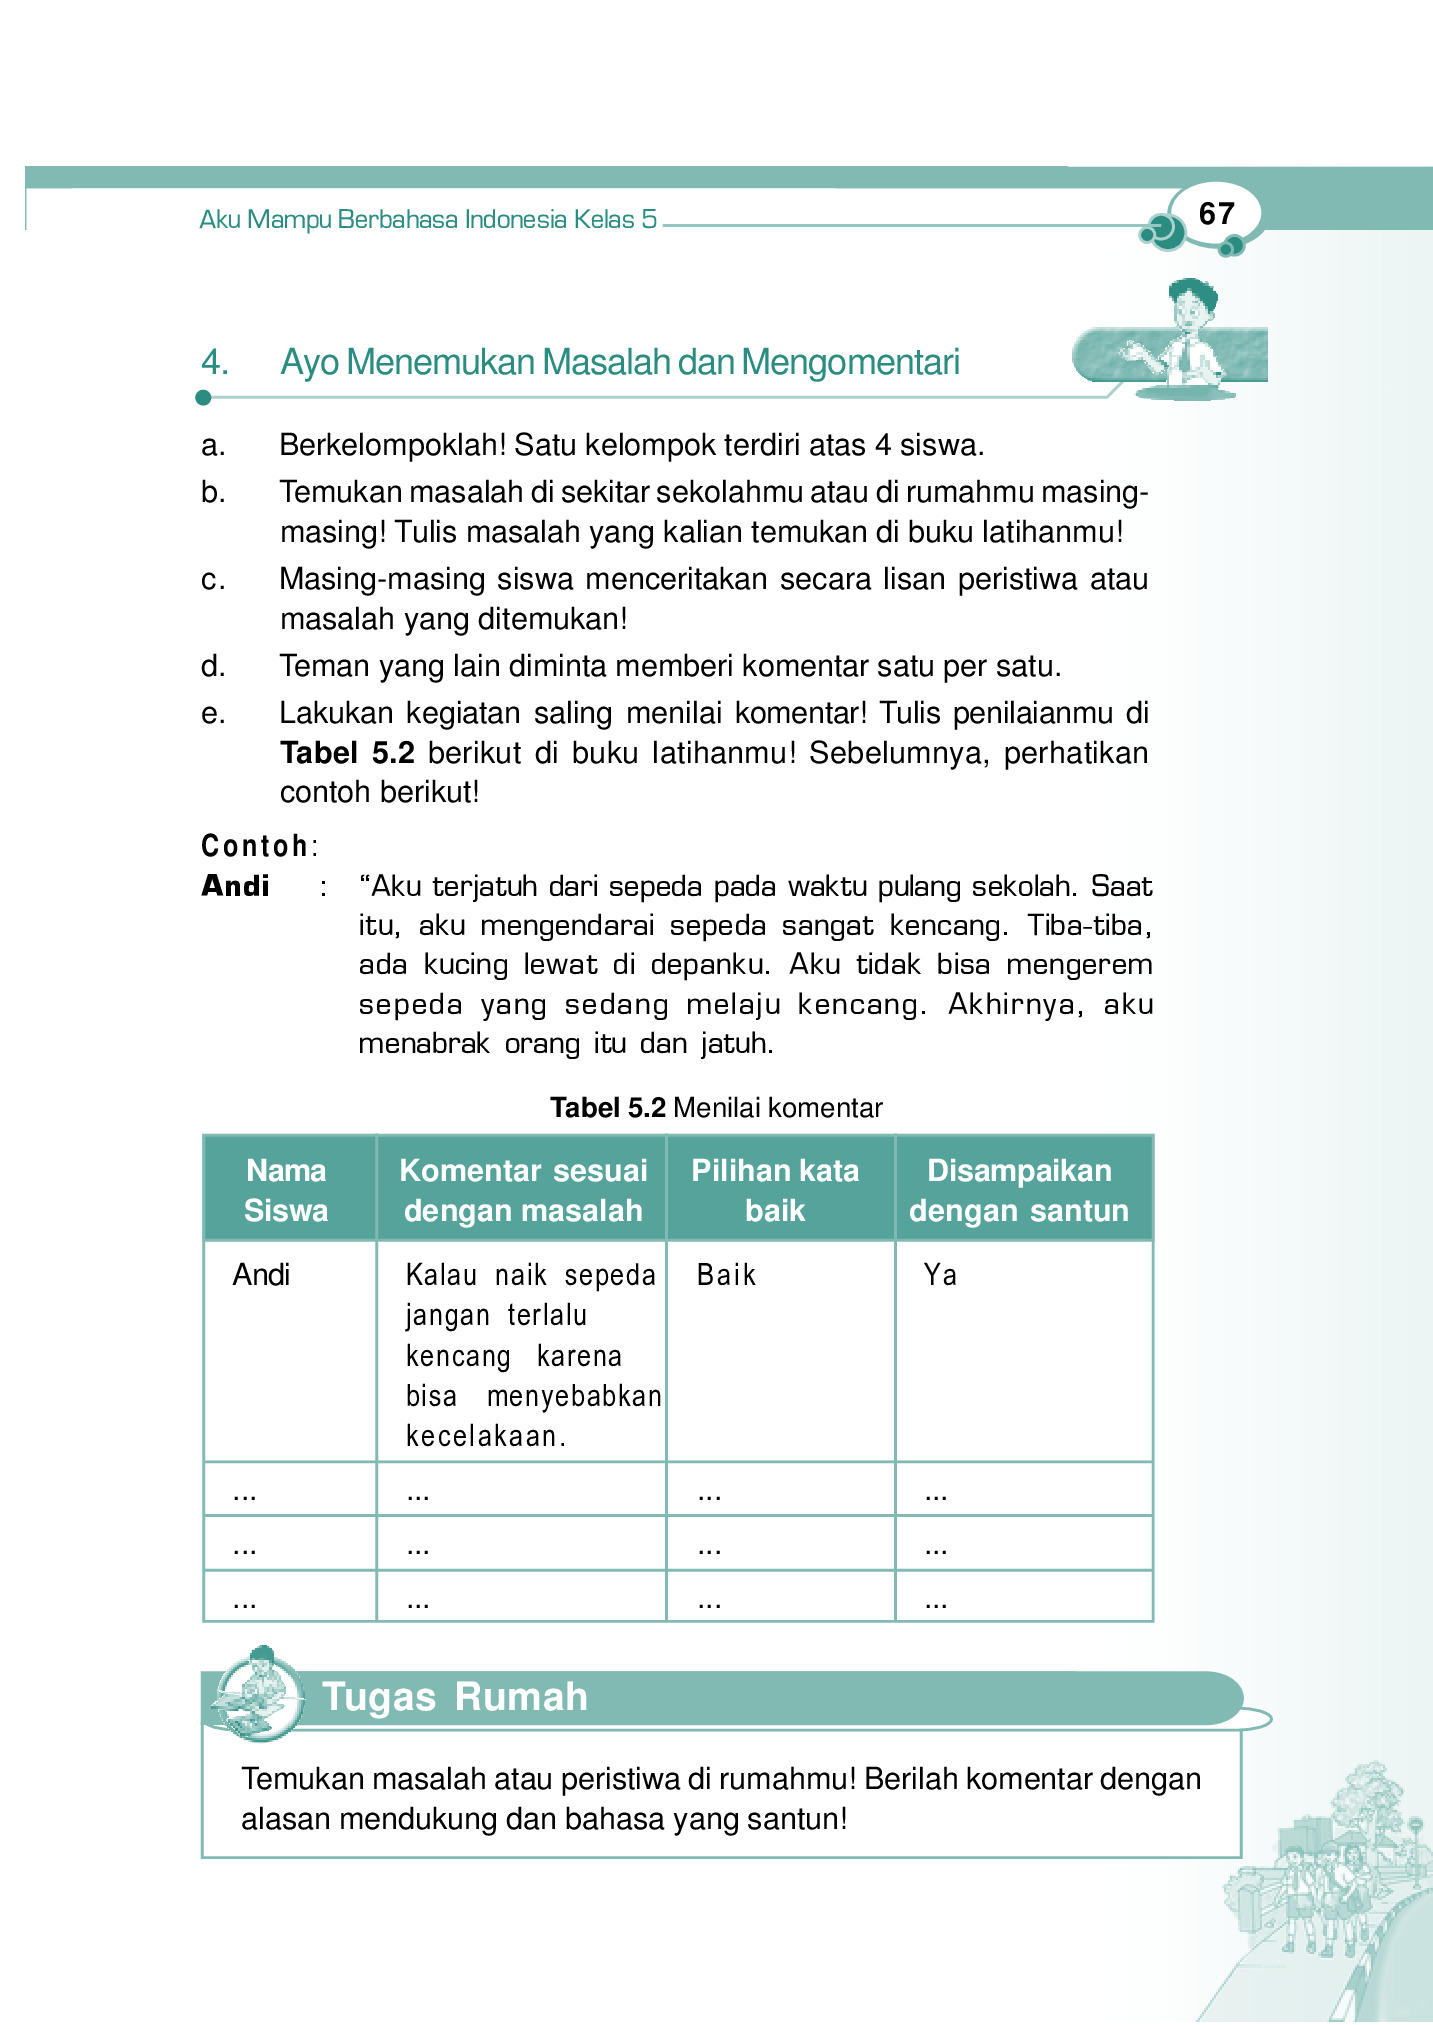 Aku Mampu Berbahasa Indonesia Kelas 5
67
4. Ayo Menemukan Masalah dan Mengomentari
a. Berkelompoklah! Satu kelompok terdiri atas 4 siswa.
b. Temukan masalah di sekitar sekolahmu atau di rumahmu masing-
masing! Tulis masalah yang kalian temukan di buku latihanmu!
c. Masing-masing siswa menceritakan secara lisan peristiwa atau
masalah yang ditemukan!
d. Teman yang lain diminta memberi komentar satu per satu.
e. Lakukan kegiatan saling menilai komentar! Tulis penilaianmu di
Tabel 5.2 berikut di buku latihanmu! Sebelumnya, perhatikan
contoh berikut!
Contoh:
Andi : “Aku terjatuh dari sepeda pada waktu pulang sekolah. Saat
itu, aku mengendarai sepeda sangat kencang. Tiba-tiba,
ada kucing lewat di depanku. Aku tidak bisa mengerem
sepeda yang sedang melaju kencang. Akhirnya, aku
menabrak orang itu dan jatuh.
Tabel 5.2 Menilai komentar
Nama Siswa
Komentar sesuai dengan masalah
Pilihan kata baik
Disampaikan dengan santun
Andi
Kalau naik sepeda
jangan terlalu
kencang karena
bisa menyebabkan
kecelakaan.
Baik
Ya
... ... ... ...
... ... ... ...
... ... ... ...
Tugas Rumah
Temukan masalah atau peristiwa di rumahmu! Berilah komentar dengan
alasan mendukung dan bahasa yang santun!